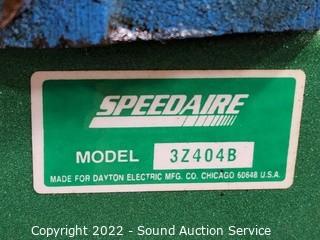 SPEEDAIRE
MODEL 3Z404B
MADE FOR DAYTON ELECTRIC MFG. CO. CHICAGO 60648 U.S.A.
Copyright 2022 - Sound Auction Service